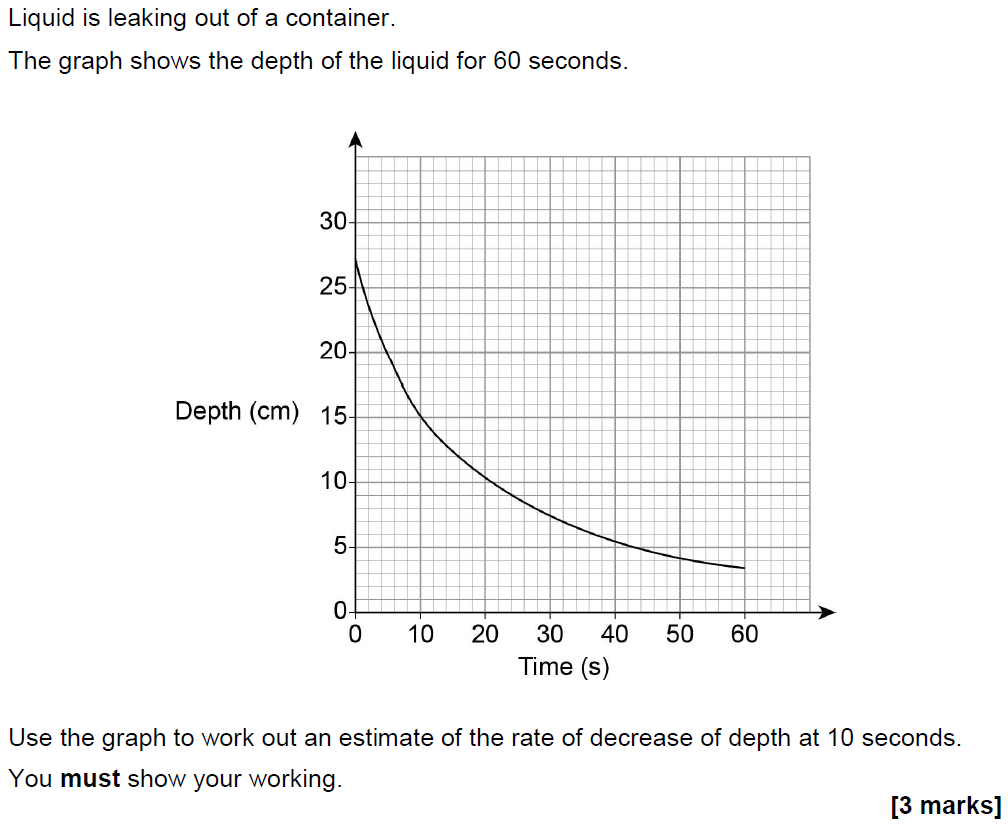 Liquid is leaking out of a container.
The graph shows the depth of the liquid for 60 seconds.
30
25
20
Depth (cm) 15
10
5
0
0 10 20 30 40 50 60
Time (s)
Use the graph to work out an estimate of the rate of decrease of depth at 10 seconds.
You must show your working.
[3 marks]